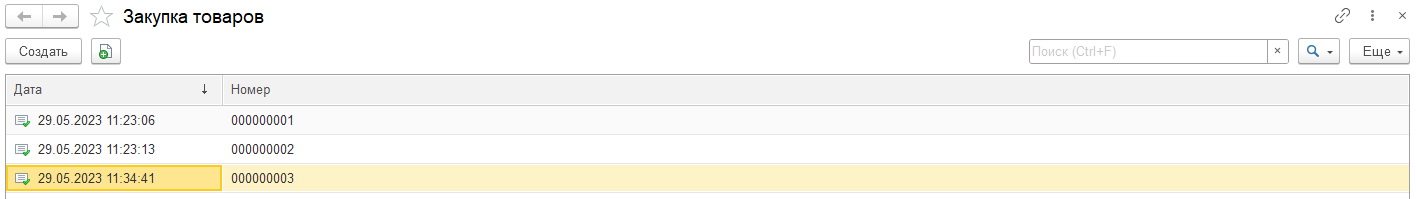 Закупка товаров
Создать Поиск (Ctrl+F) × Еще
Дата ↓ Номер
29.05.2023 11:23:06 000000001
29.05.2023 11:23:13 000000002
29.05.2023 11:34:41 000000003